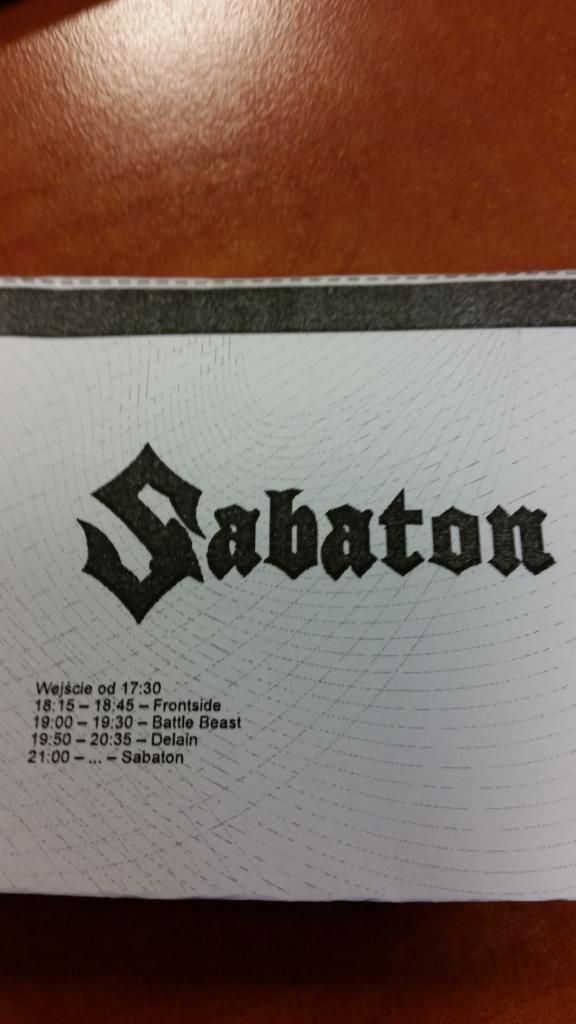 Sabaton
Wejście od 17:30
18:15 – 18:45 – Frontside
19:00 – 19:30 – Battle Beast
19:50 – 20:35 – Delain
21:00 – ... – Sabaton